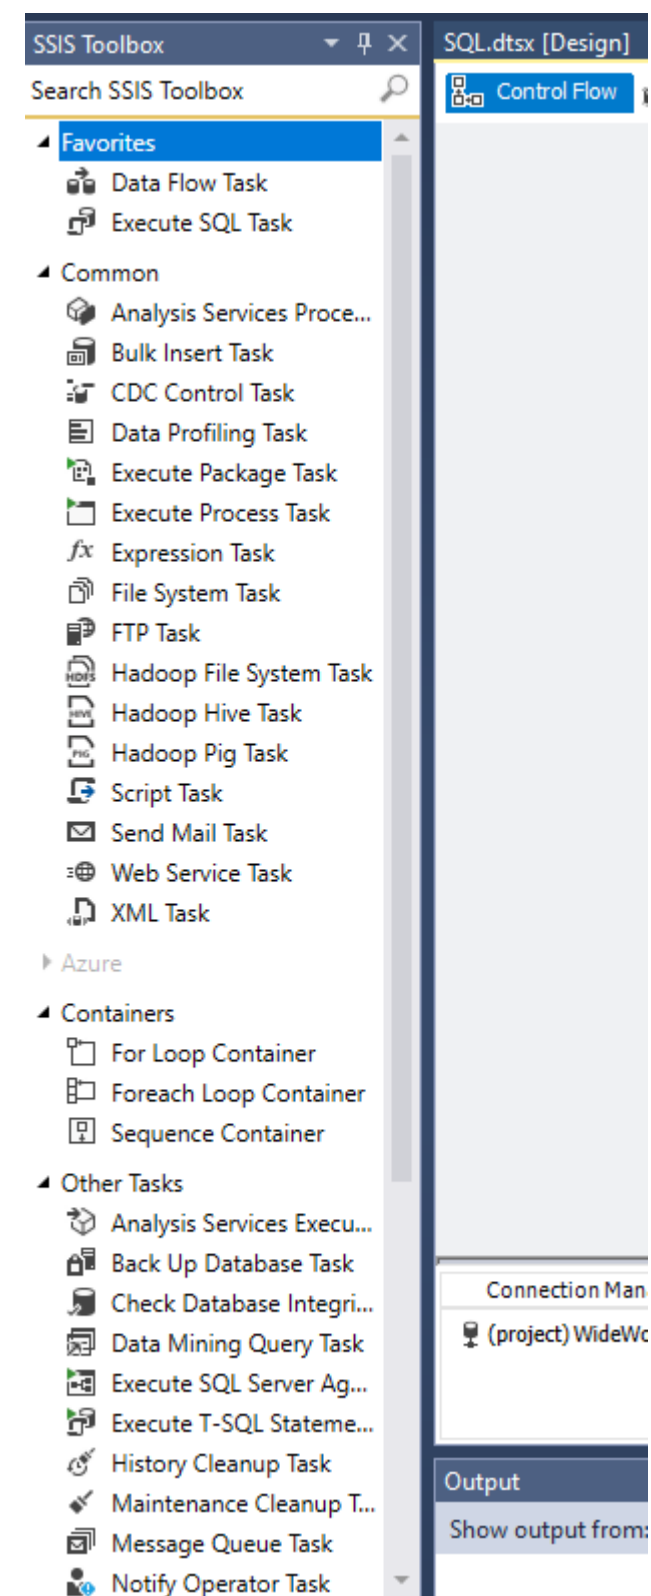 SSIS Toolbox
Search SSIS Toolbox
Favorites
Data Flow Task
Execute SQL Task
Common
Analysis Services Proce...
Bulk Insert Task
CDC Control Task
Data Profiling Task
Execute Package Task
Execute Process Task
fx Expression Task
File System Task
FTP Task
HDFS Hadoop File System Task
HIVE Hadoop Hive Task
PIG Hadoop Pig Task
Script Task
Send Mail Task
Web Service Task
XML Task
Azure
Containers
For Loop Container
Foreach Loop Container
Sequence Container
Other Tasks
Analysis Services Execu...
Back Up Database Task
Check Database Integri...
Data Mining Query Task
Execute SQL Server Ag...
Execute T-SQL Stateme...
History Cleanup Task
Maintenance Cleanup T...
Message Queue Task
Notify Operator Task
SQL.dtsx [Design]
Control Flow
Connection Man
(project) WideWo
Output
Show output from: